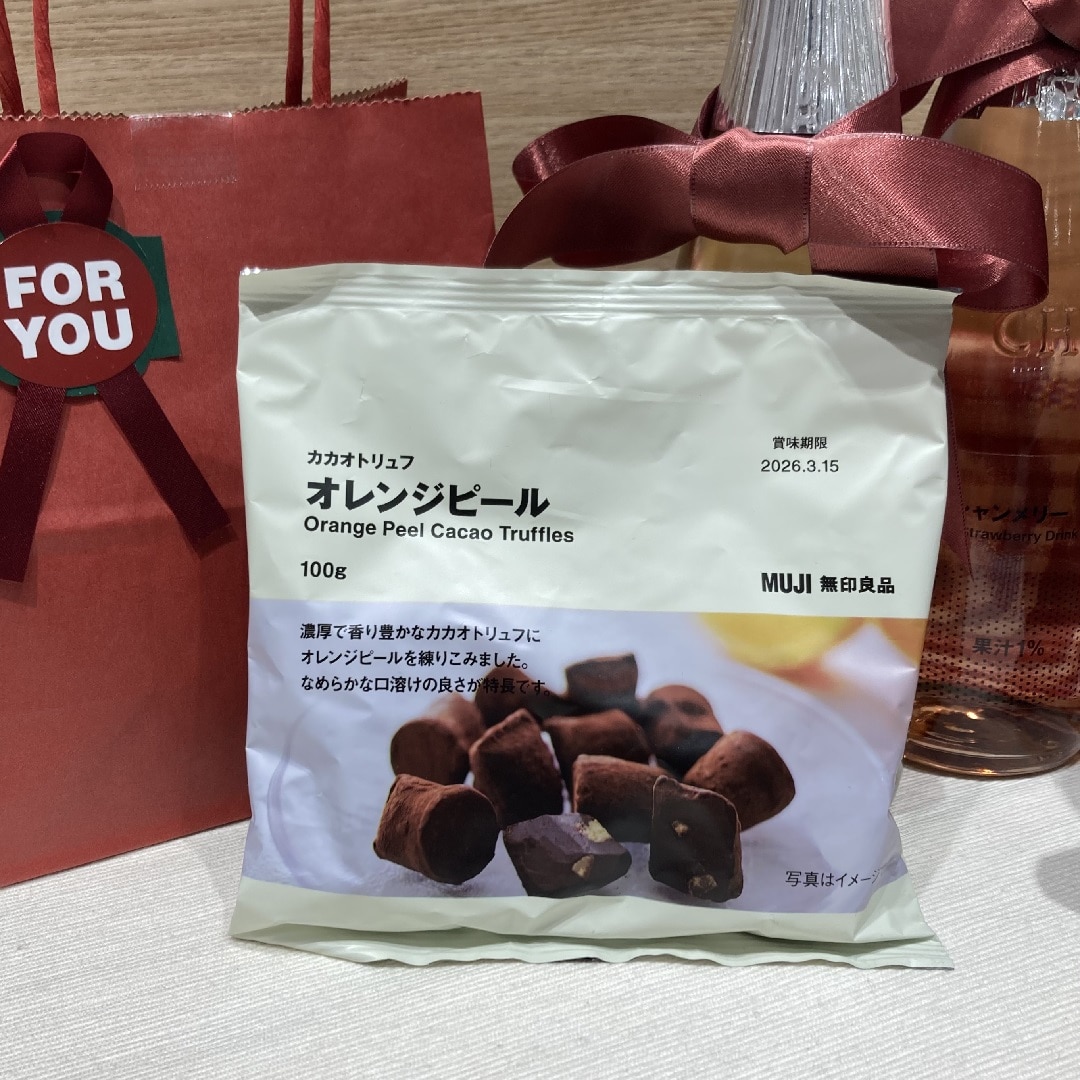 FOR
YOU
カカオトリュフ
オレンジピール
Orange Peel Cacao Truffles
100g
賞味期限
2026.3.15
MUJI 無印良品
濃厚で香り豊かなカカオトリュフに
オレンジピールを練りこみました。
なめらかな口溶けの良さが特長です。
写真はイメージ
CH
シャンメリー
Strawberry Drink
果汁1%